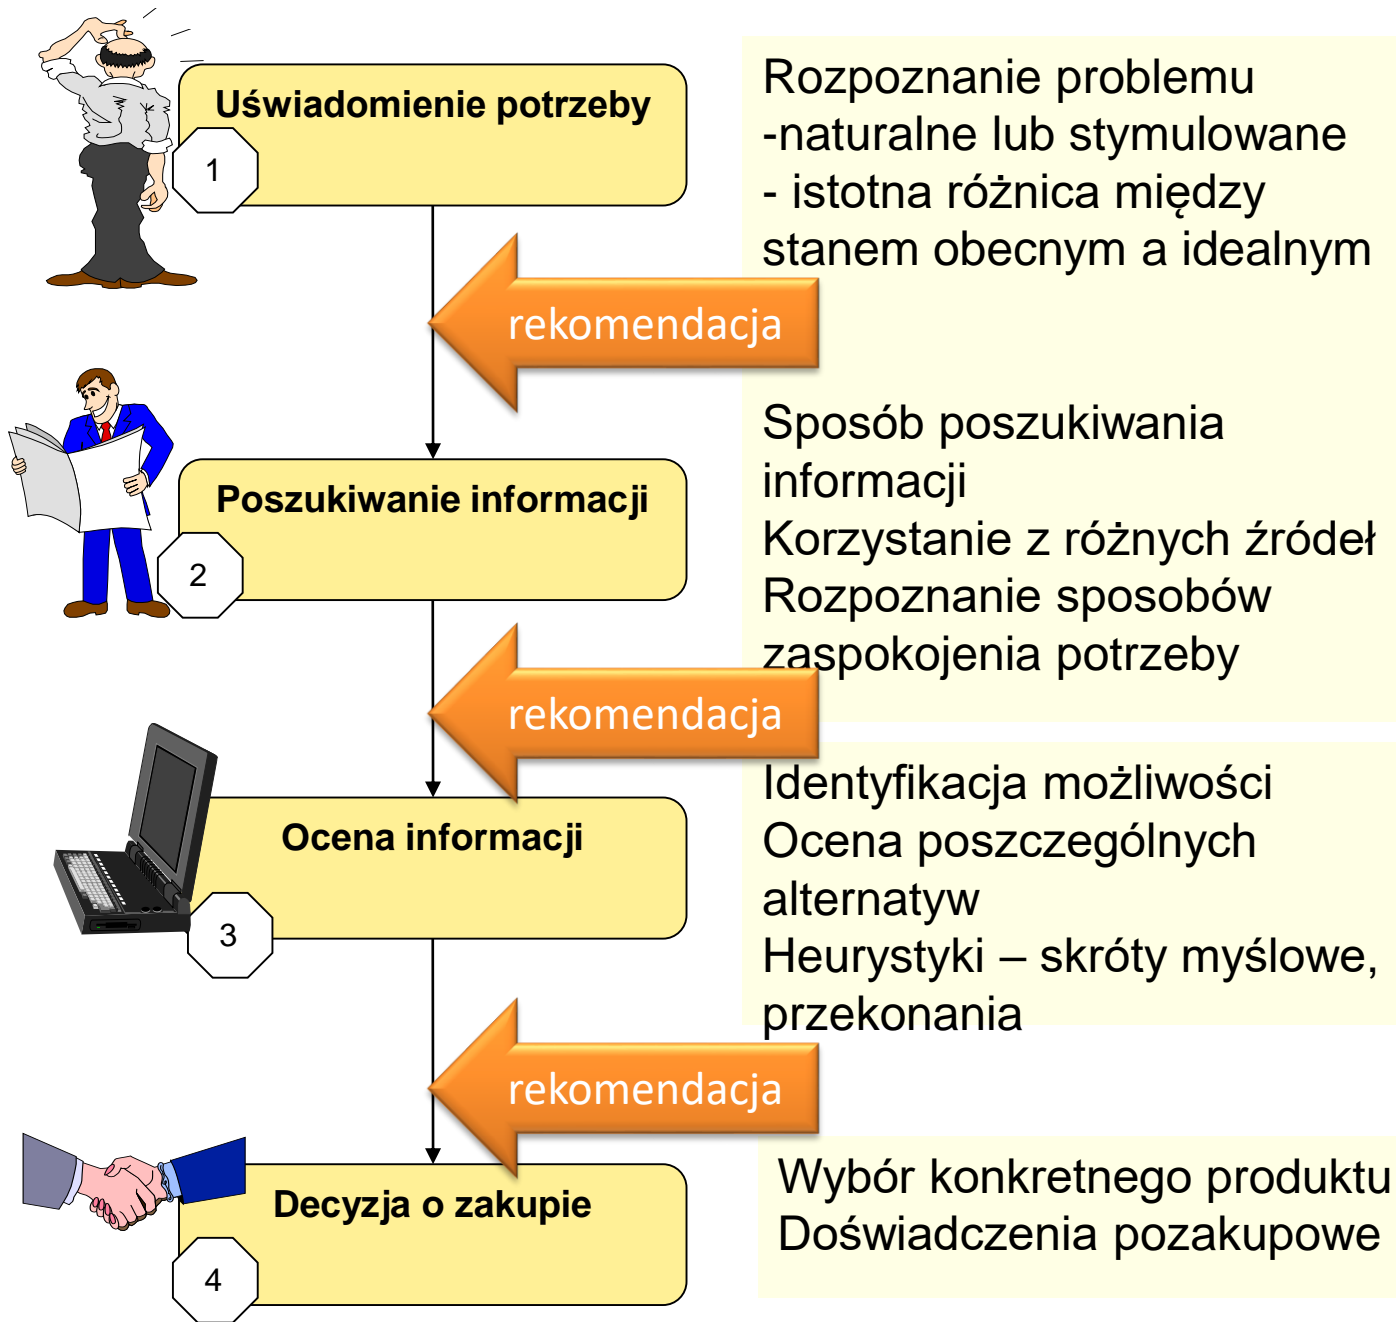 Uświadomienie potrzeby
1
Rozpoznanie problemu
-naturalne lub stymulowane
- istotna różnica między
stanem obecnym a idealnym
rekomendacja
Poszukiwanie informacji
2
Sposób poszukiwania
informacji
Korzystanie z różnych źródeł
Rozpoznanie sposobów
zaspokojenia potrzeby
rekomendacja
Ocena informacji
3
Identyfikacja możliwości
Ocena poszczególnych
alternatyw
Heurystyki – skróty myślowe,
przekonania
rekomendacja
Decyzja o zakupie
4
Wybór konkretnego produktu
Doświadczenia pozakupowe